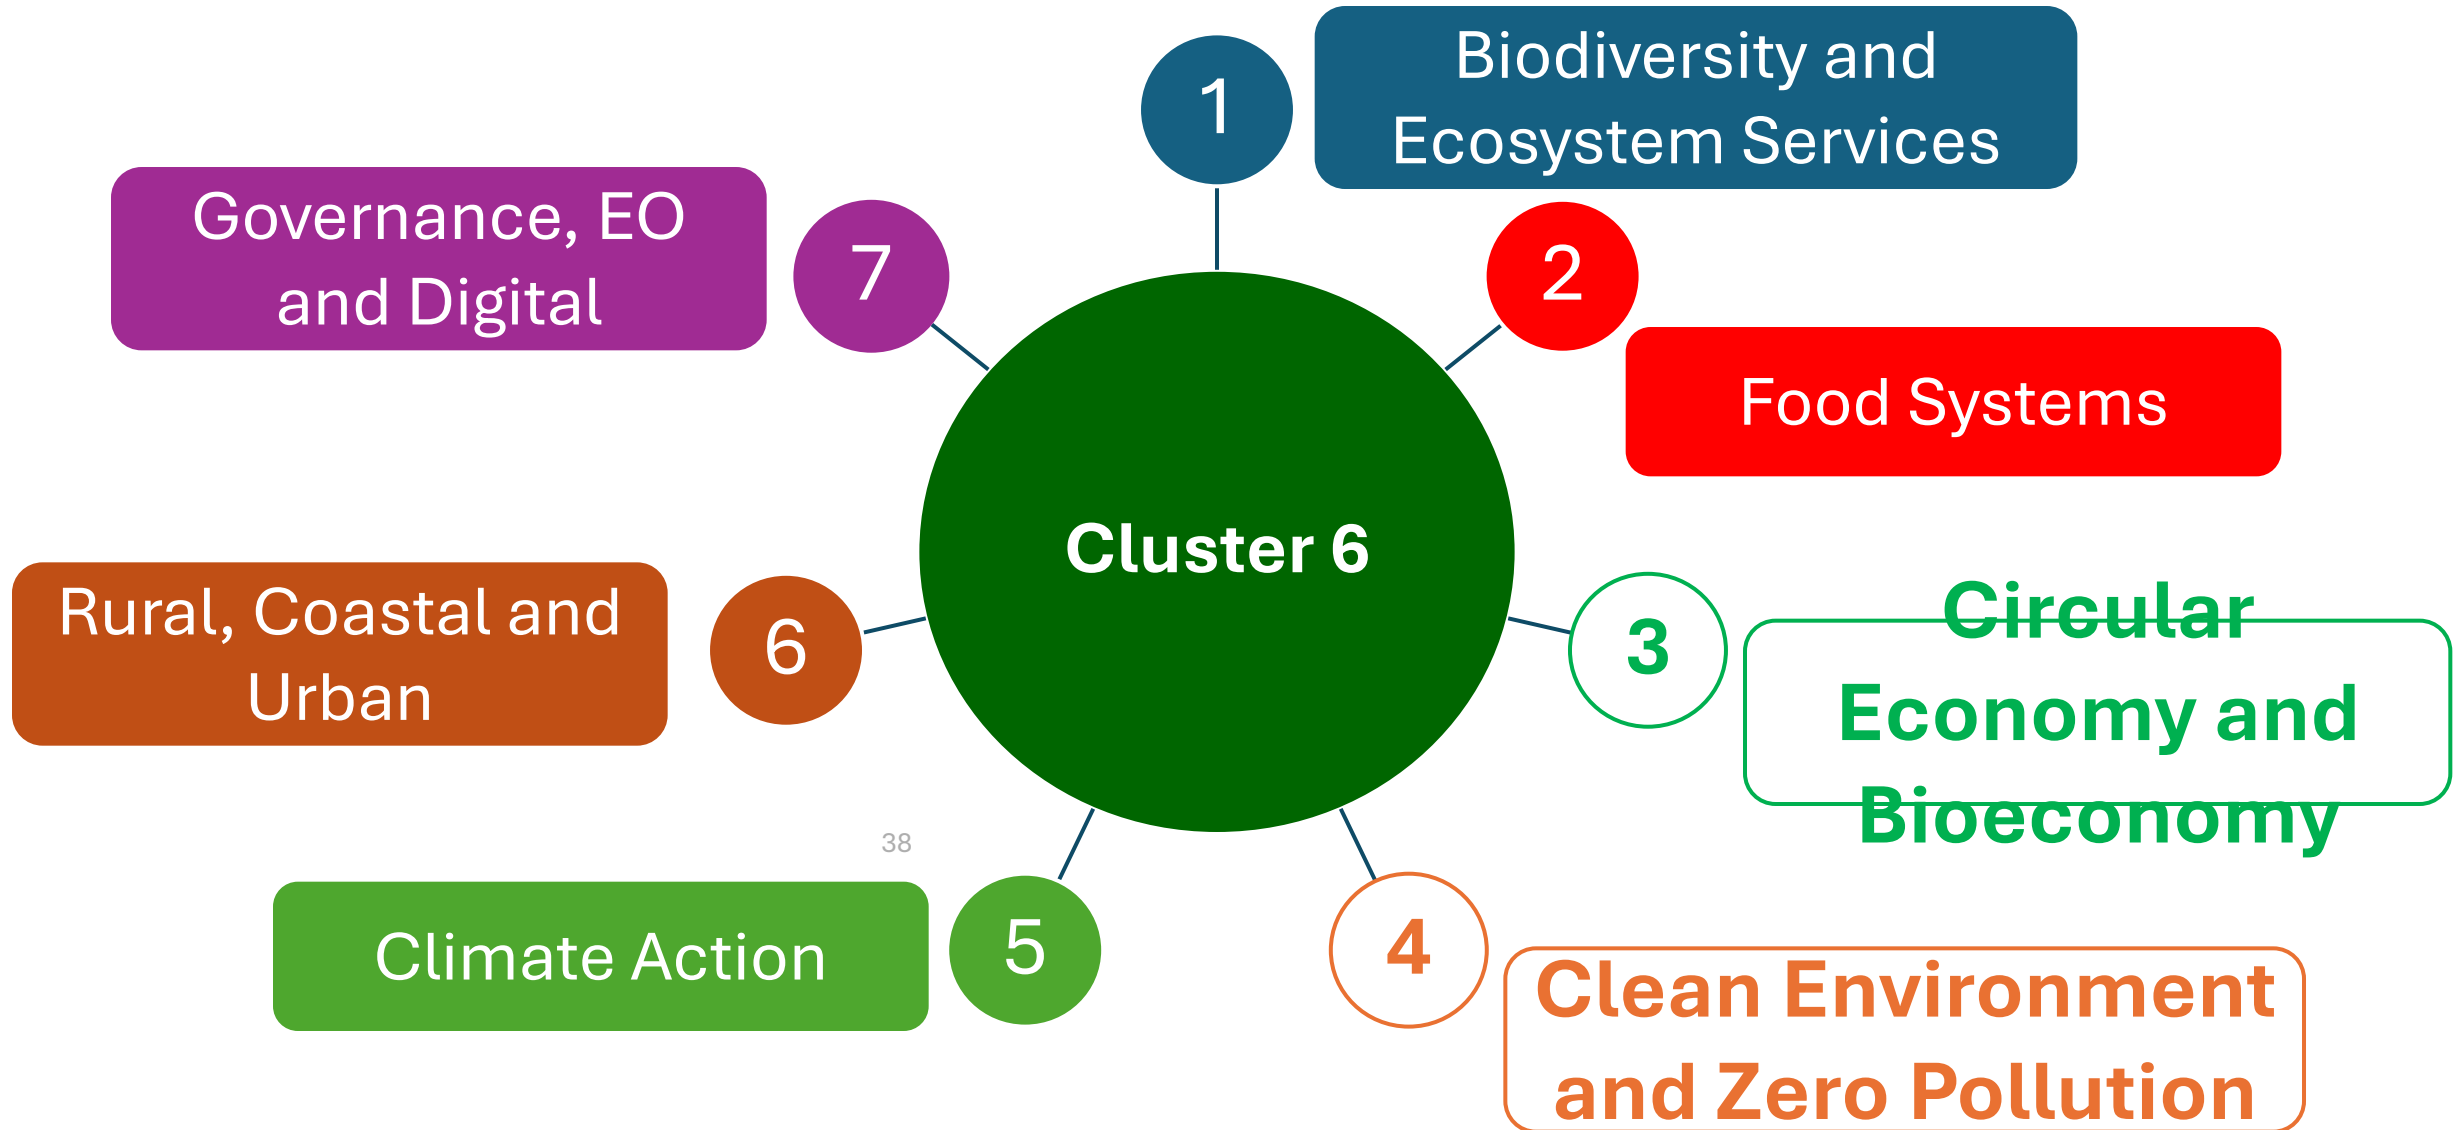 1
Biodiversity and
Ecosystem Services
2
Food Systems
3
Circular
Economy and
Bioeconomy
4
Clean Environment
and Zero Pollution
5
Climate Action
6
Rural, Coastal and
Urban
7
Governance, EO
and Digital
Cluster 6
38